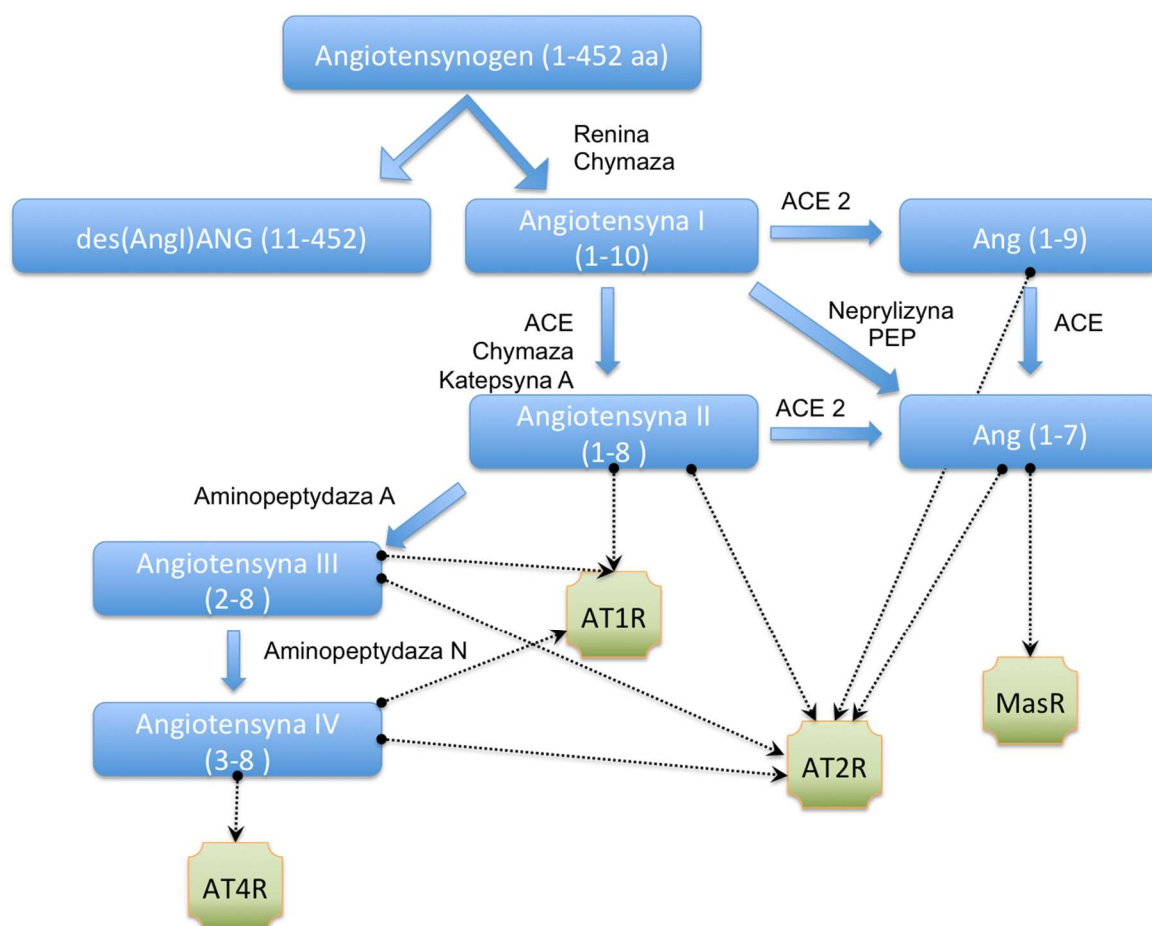 Angiotensynogen (1-452 aa)
Renina
Chymaza
des(AngI)ANG (11-452)
Angiotensyna I
(1-10)
ACE 2
Ang (1-9)
ACE
Chymaza
Katepsyna A
Neprylizyna
PEP
ACE
Angiotensyna II
(1-8 )
ACE 2
Ang (1-7)
Aminopeptydaza A
Angiotensyna III
(2-8 )
AT1R
Aminopeptydaza N
MasR
Angiotensyna IV
(3-8 )
AT2R
AT4R